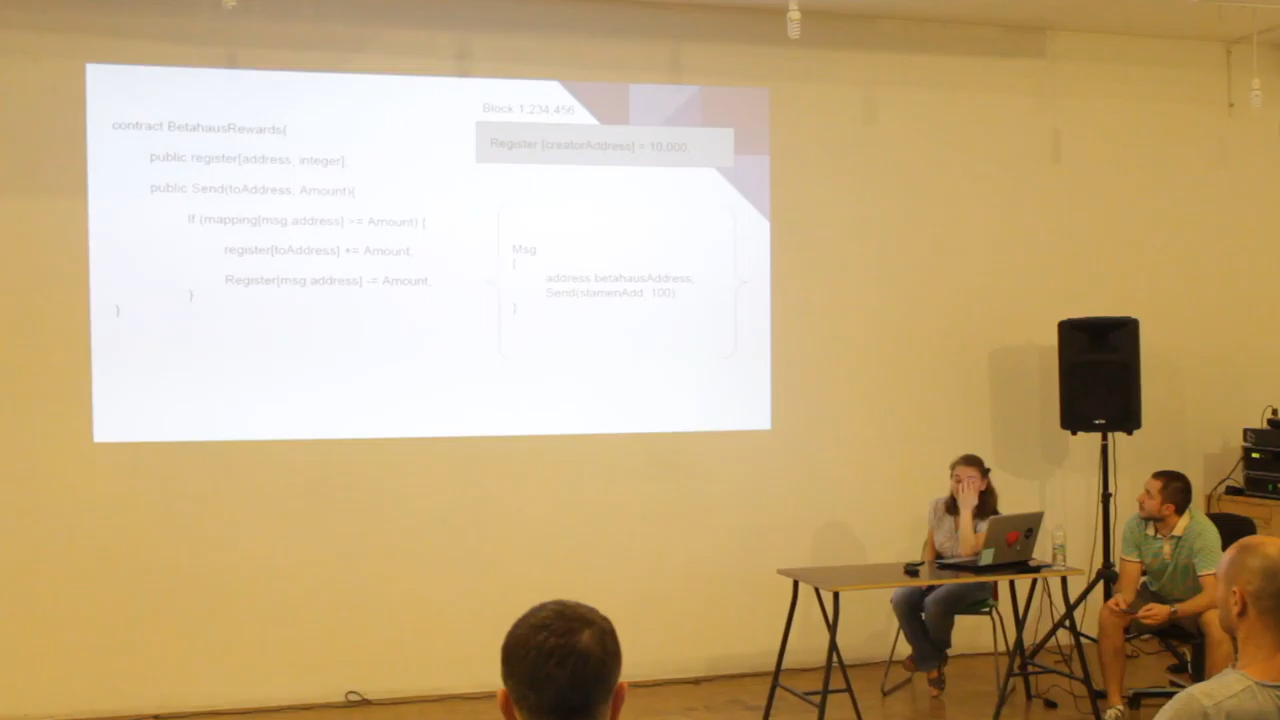 contract BetahausRewards{
public register[address, integer];
public Send(toAddress, Amount){
If (mapping[msg.address] >= Amount) {
register[toAddress] += Amount;
Register[msg.address] -= Amount;
}
}
Block 1,234,456
Register [creatorAddress] = 10,000;
Msg
{
address betahausAddress;
Send(stamenAdd, 100);
}